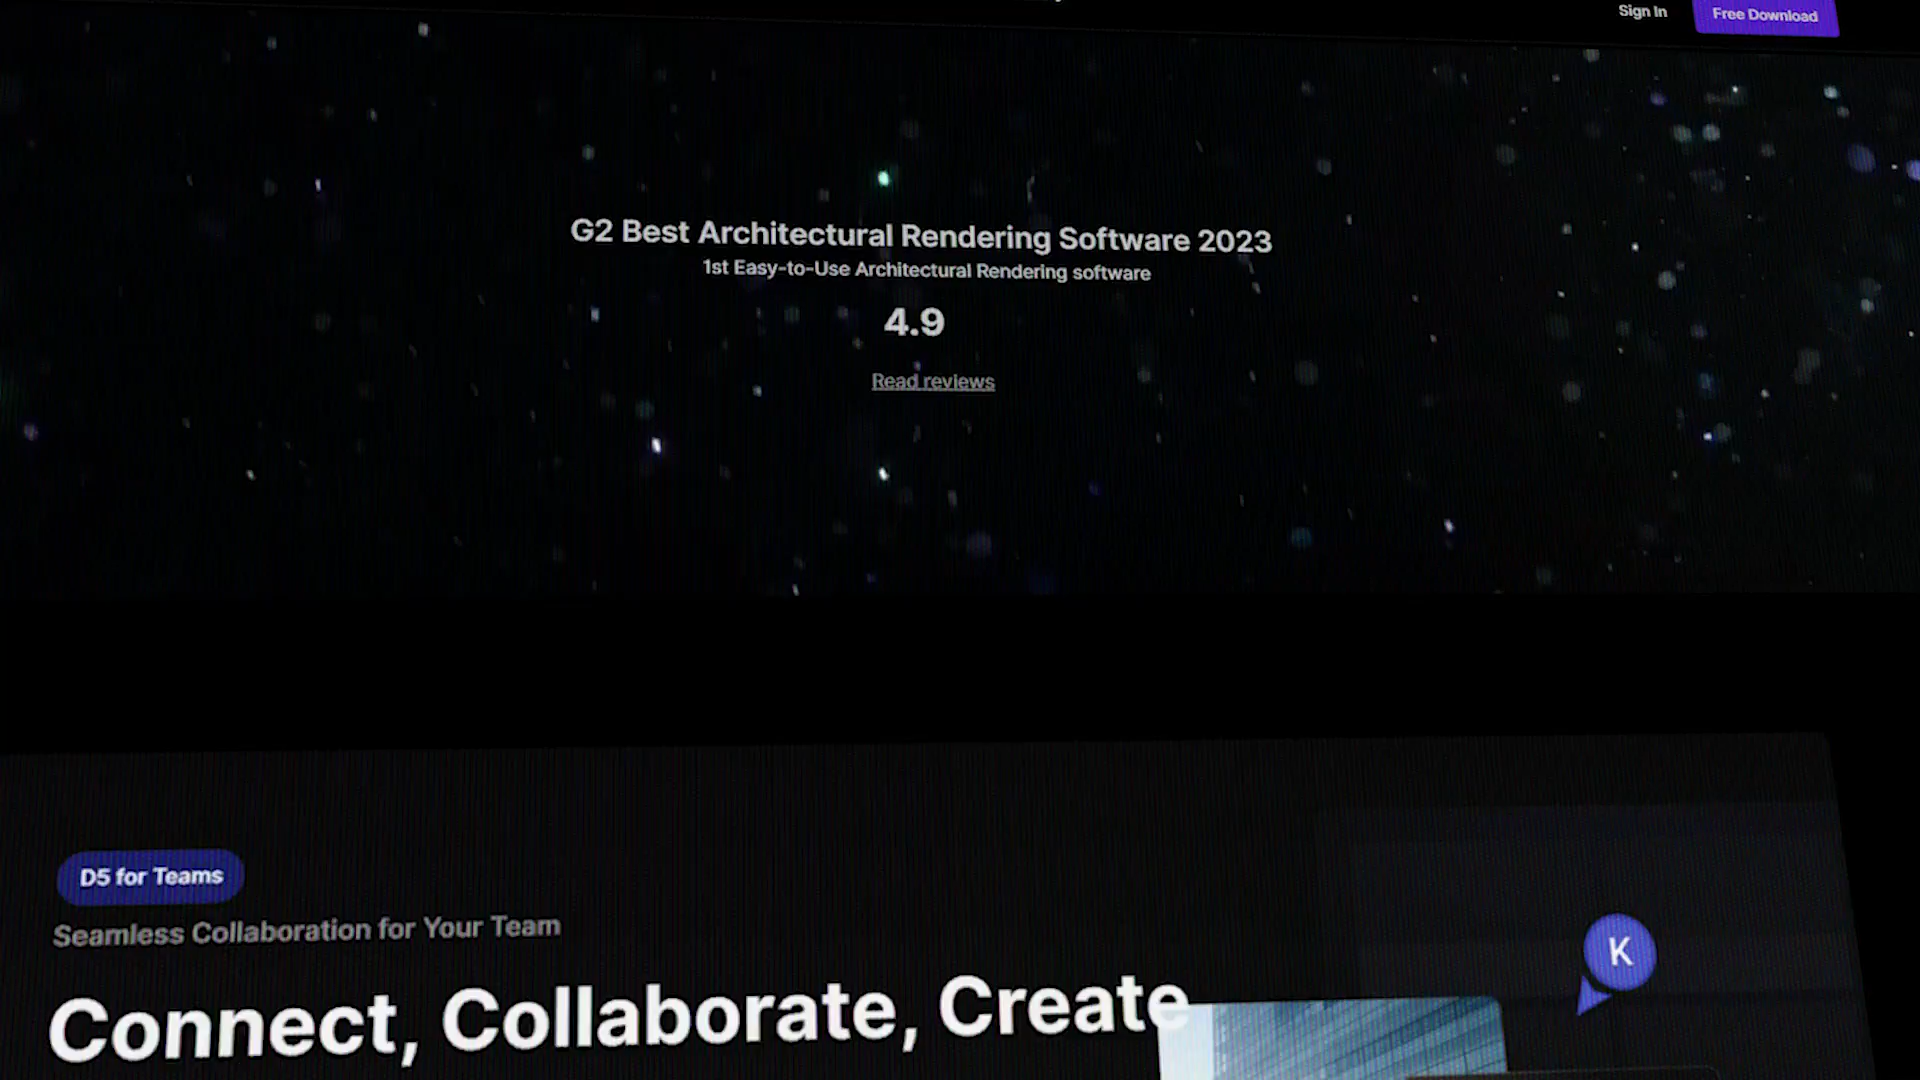 Sign In
Free Download
G2 Best Architectural Rendering Software 2023
1st Easy-to-Use Architectural Rendering software
4.9
Read reviews
D5 for Teams
Seamless Collaboration for Your Team
K
Connect, Collaborate, Create